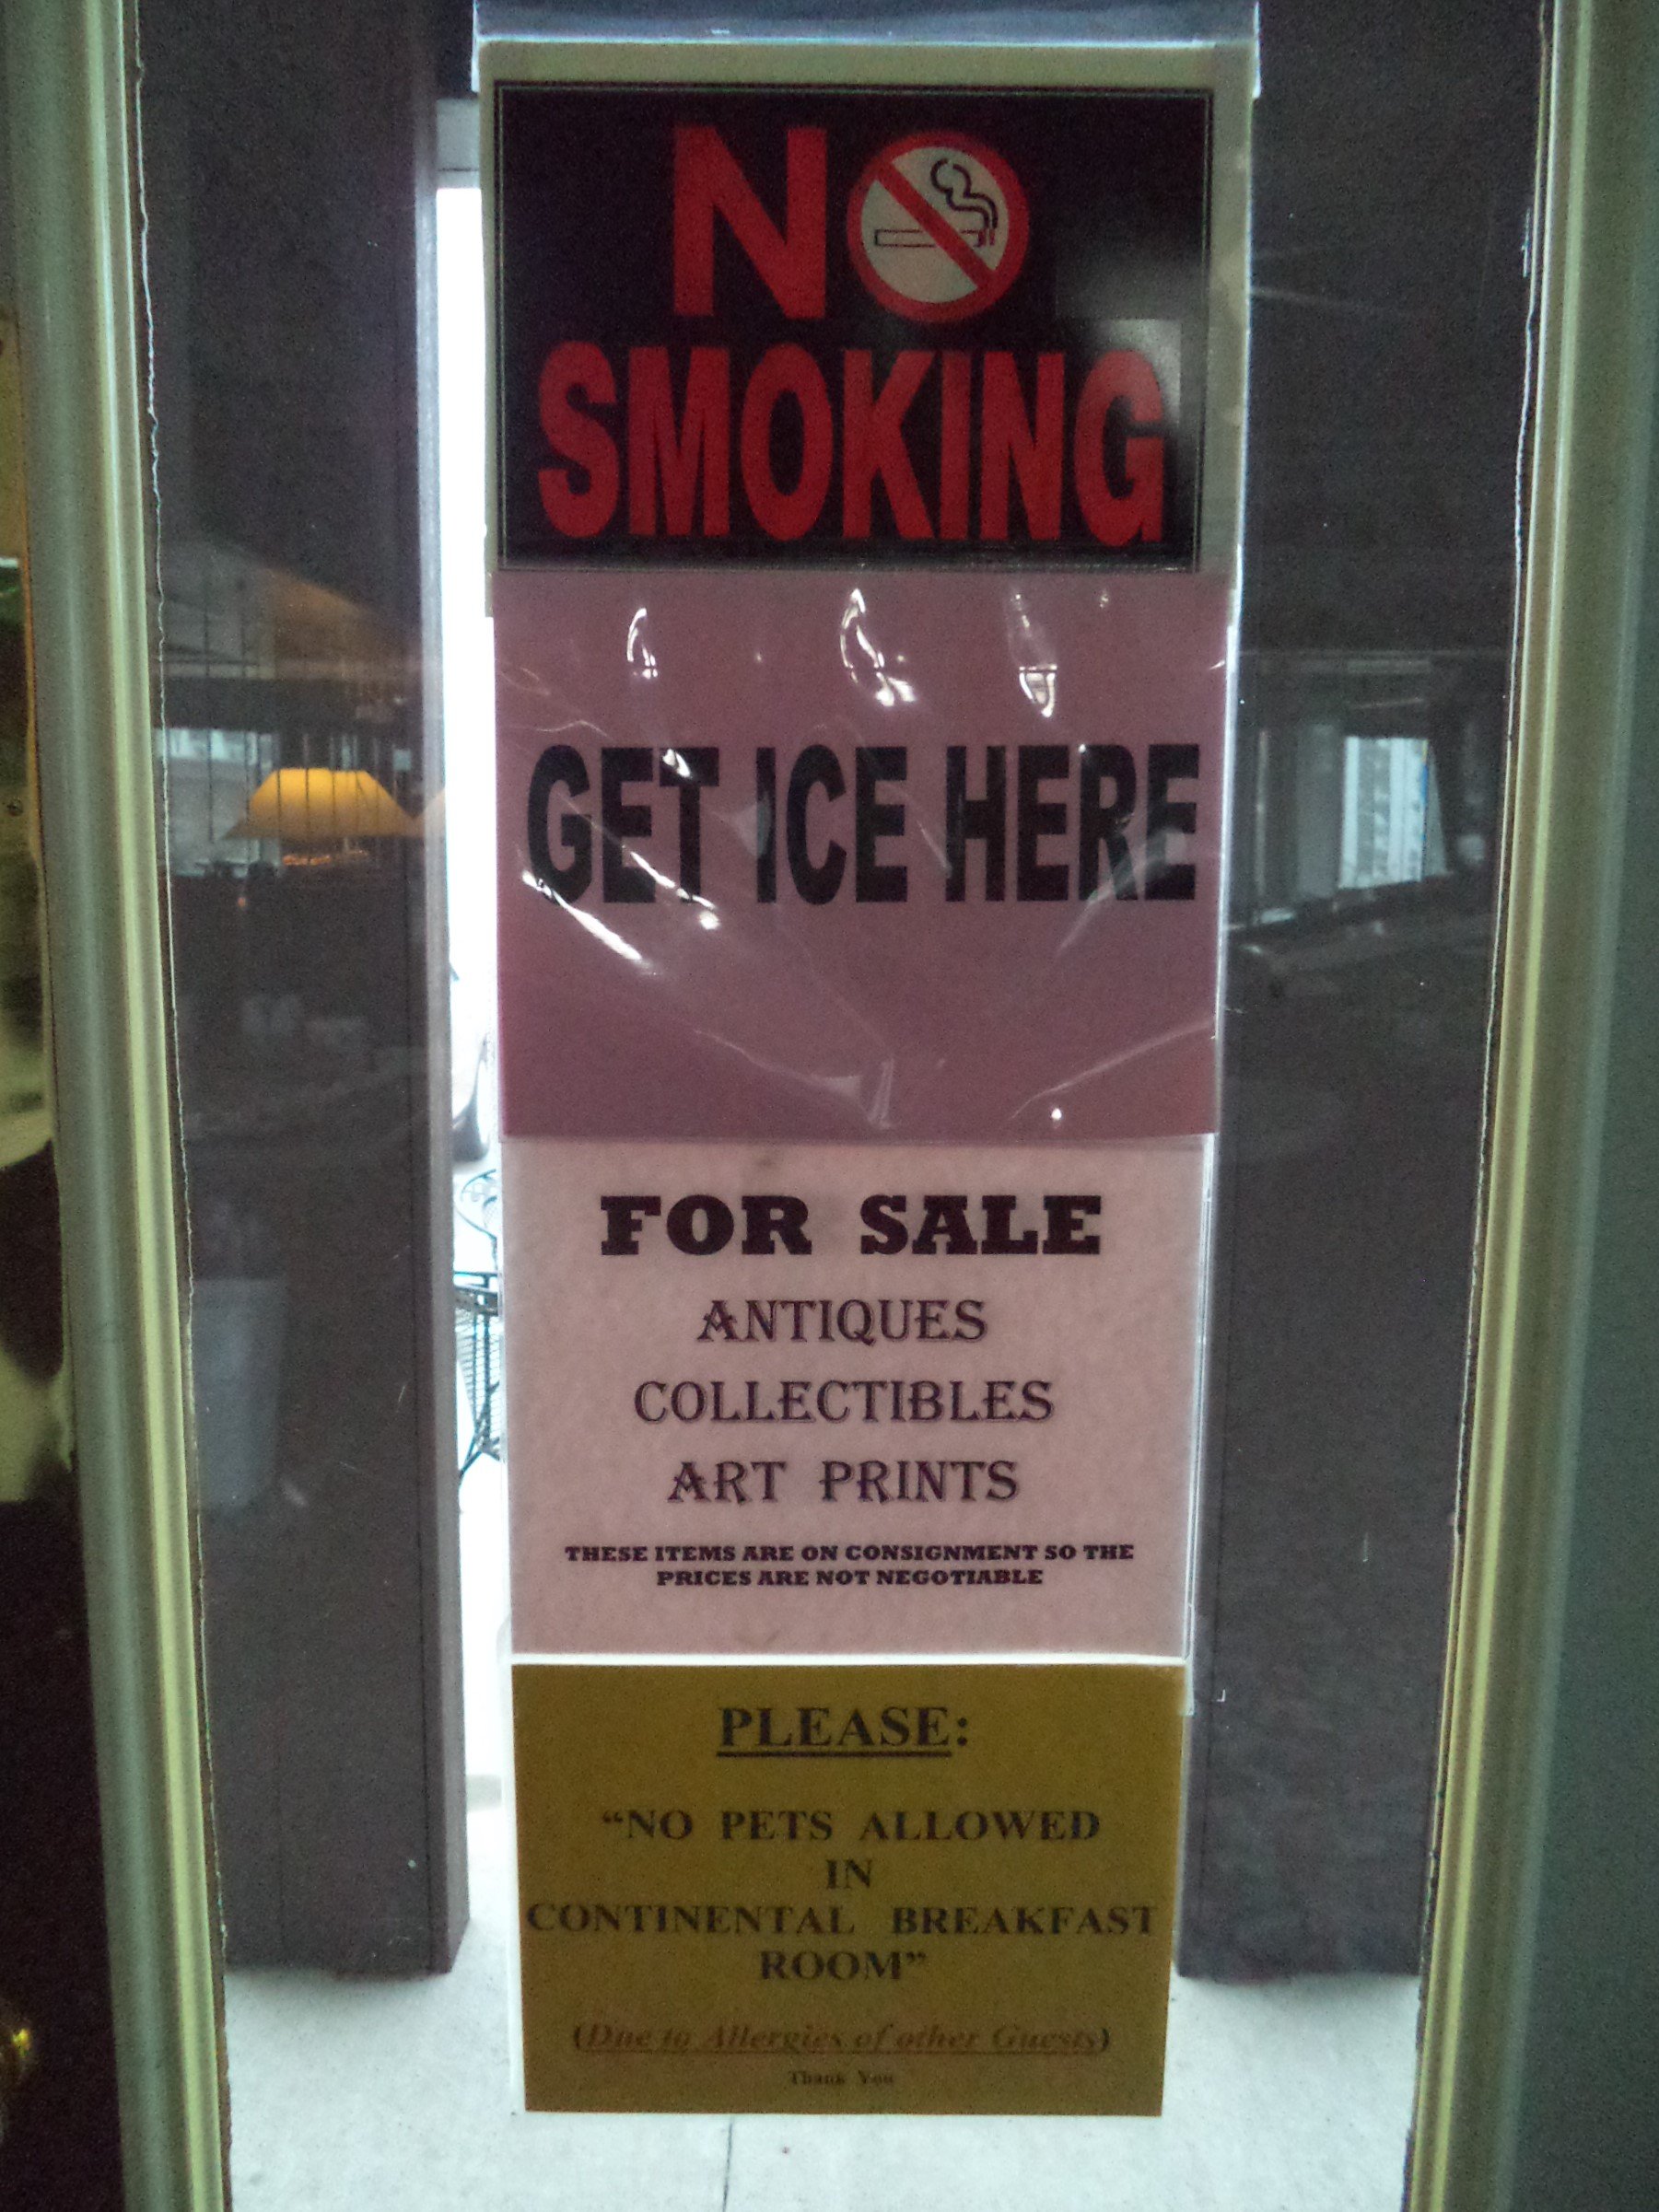 NO
SMOKING
GET ICE HERE
FOR SALE
ANTIQUES
COLLECTIBLES
ART PRINTS
THESE ITEMS ARE ON CONSIGNMENT SO THE
PRICES ARE NOT NEGOTIABLE
PLEASE:
“NO PETS ALLOWED
IN
CONTINENTAL BREAKFAST
ROOM”
(Due to Allergies of other Guests)
Thank You